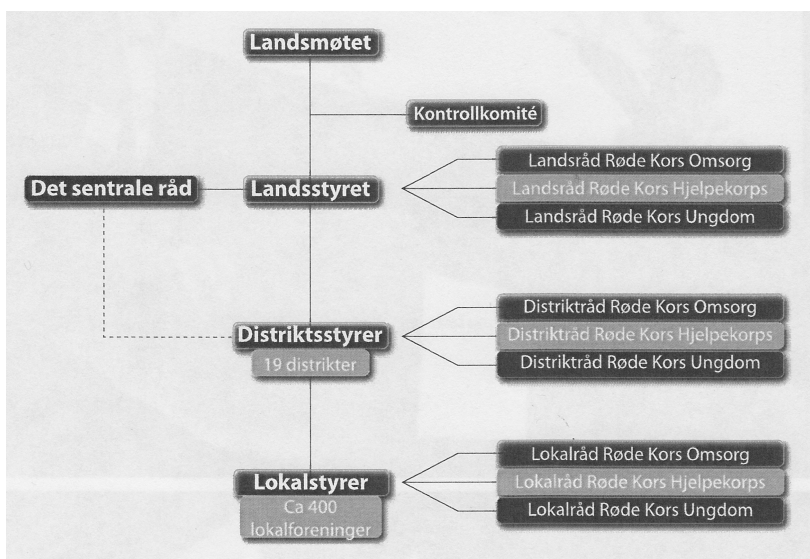 Landsmøtet
Kontrollkomité
Det sentrale råd
Landsstyret
Landsråd Røde Kors Omsorg
Landsråd Røde Kors Hjelpekorps
Landsråd Røde Kors Ungdom
Distriktsstyrer
19 distrikter
Distriktråd Røde Kors Omsorg
Distriktråd Røde Kors Hjelpekorps
Distriktråd Røde Kors Ungdom
Lokalstyrer
Ca 400
lokalforeninger
Lokalråd Røde Kors Omsorg
Lokalråd Røde Kors Hjelpekorps
Lokalråd Røde Kors Ungdom